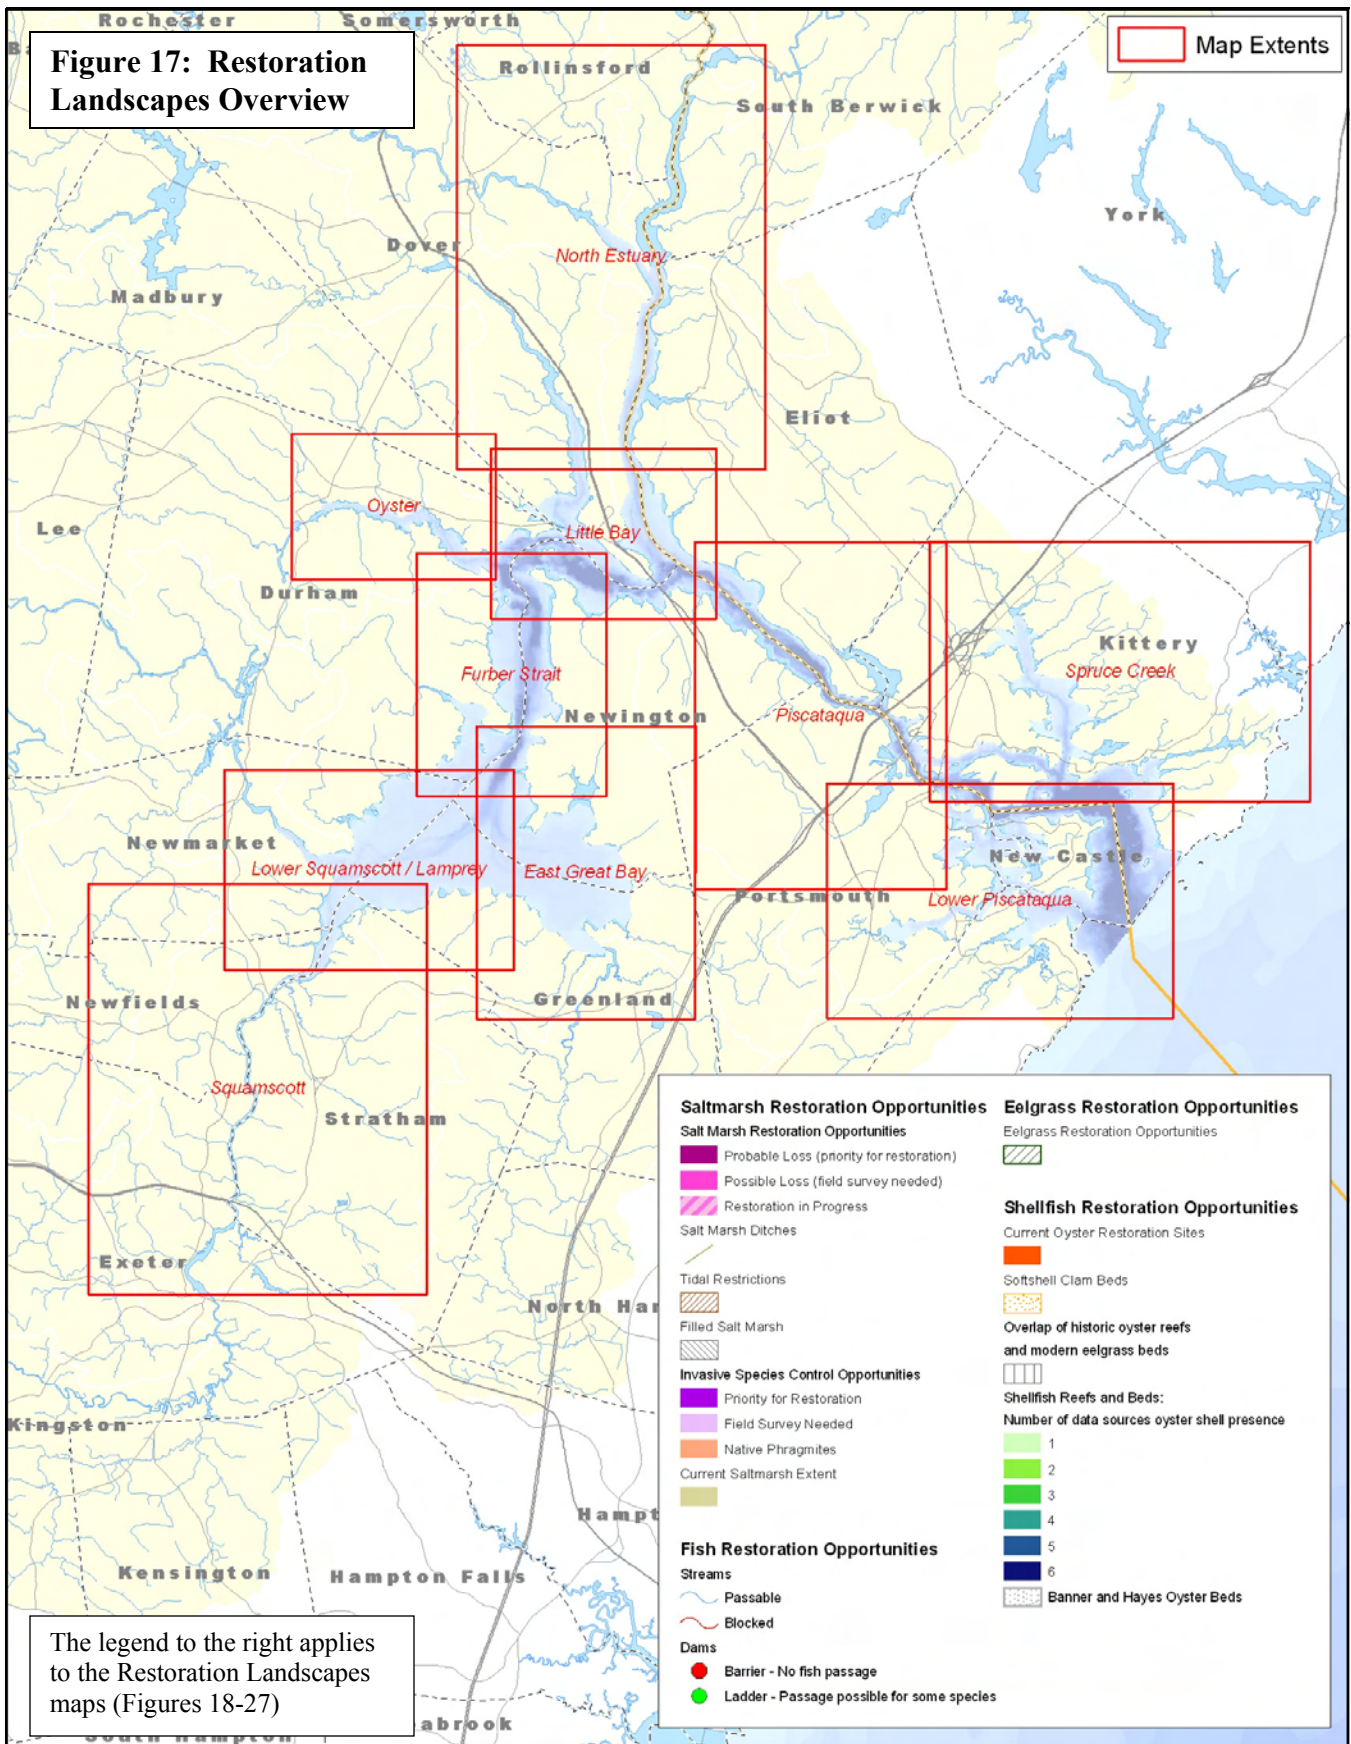 Rochester
Somersworth
Figure 17: Restoration
Landscapes Overview
Map Extents
Rollinsford
South Berwick
York
North Estuary
Dover
Madbury
Eliot
Oyster
Lee
Little Bay
Durham
Kittery
Spruce Creek
Furber Strait
Newington
Piscataqua
Newmarket
Lower Squamscott / Lamprey
East Great Bay
New Castle
Portsmouth
Lower Piscataqua
Newfields
Greenland
Squamscott
Stratham
Exeter
North Har
Kingston
Hampt
Kensington
Hampton Falls
abrook
South Hampton
Saltmarsh Restoration Opportunities
Salt Marsh Restoration Opportunities
Probable Loss (priority for restoration)
Possible Loss (field survey needed)
Restoration in Progress
Salt Marsh Ditches
Tidal Restrictions
Filled Salt Marsh
Invasive Species Control Opportunities
Priority for Restoration
Field Survey Needed
Native Phragmites
Current Saltmarsh Extent
Fish Restoration Opportunities
Streams
Passable
Blocked
Dams
Barrier - No fish passage
Ladder - Passage possible for some species
Eelgrass Restoration Opportunities
Eelgrass Restoration Opportunities
Shellfish Restoration Opportunities
Current Oyster Restoration Sites
Softshell Clam Beds
Overlap of historic oyster reefs
and modern eelgrass beds
Shellfish Reefs and Beds:
Number of data sources oyster shell presence
1
2
3
4
5
6
Banner and Hayes Oyster Beds
The legend to the right applies
to the Restoration Landscapes
maps (Figures 18-27)